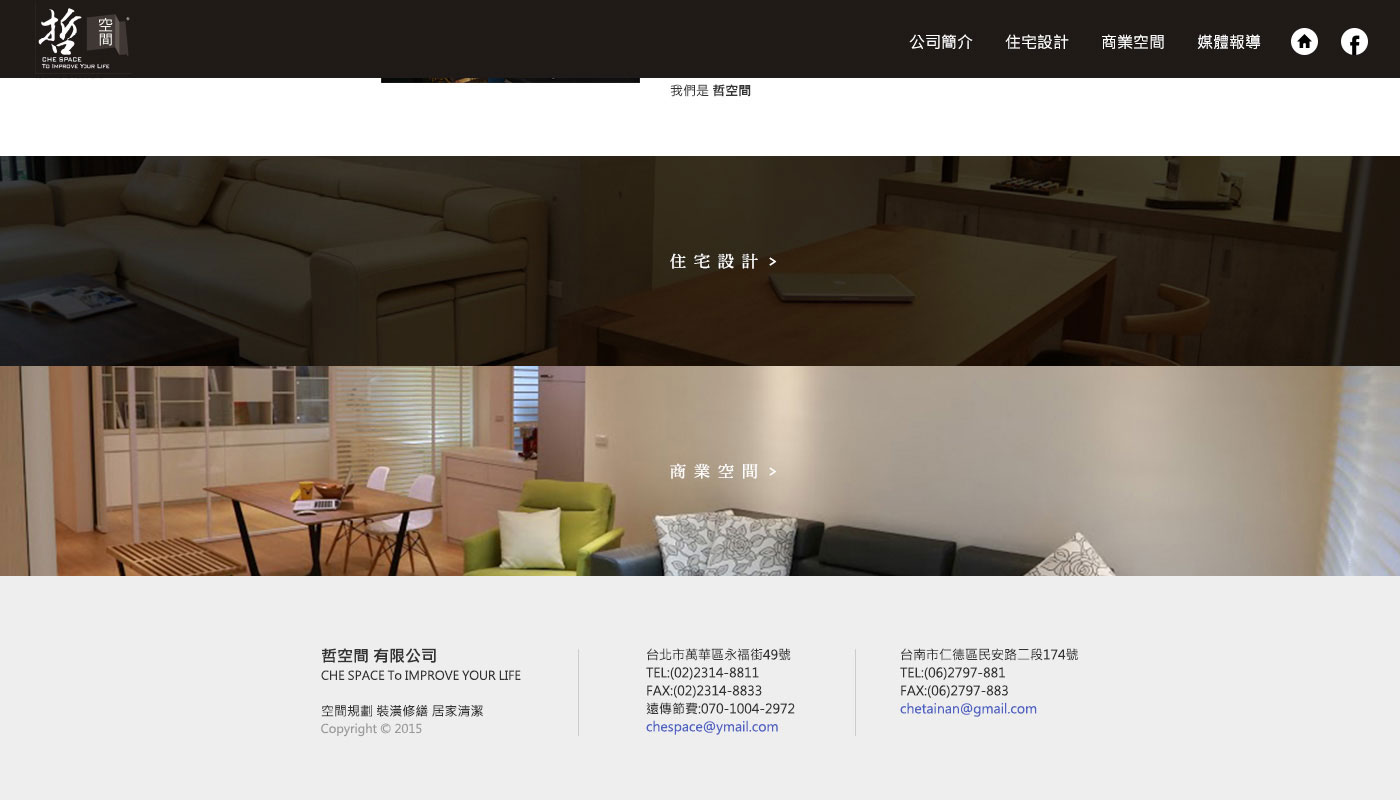 哲
空間
CHE SPACE
TO IMPROVE YOUR LIFE
公司簡介 住宅設計 商業空間 媒體報導
我們是 哲空間
住宅設計 >
商業空間 >
哲空間 有限公司
CHE SPACE To IMPROVE YOUR LIFE
空間規劃 裝潢修繕 居家清潔
Copyright © 2015
台北市萬華區永福街49號
TEL:(02)2314-8811
FAX:(02)2314-8833
遠傳節費:070-1004-2972
chespace@ymail.com
台南市仁德區民安路二段174號
TEL:(06)2797-881
FAX:(06)2797-883
chetainan@gmail.com